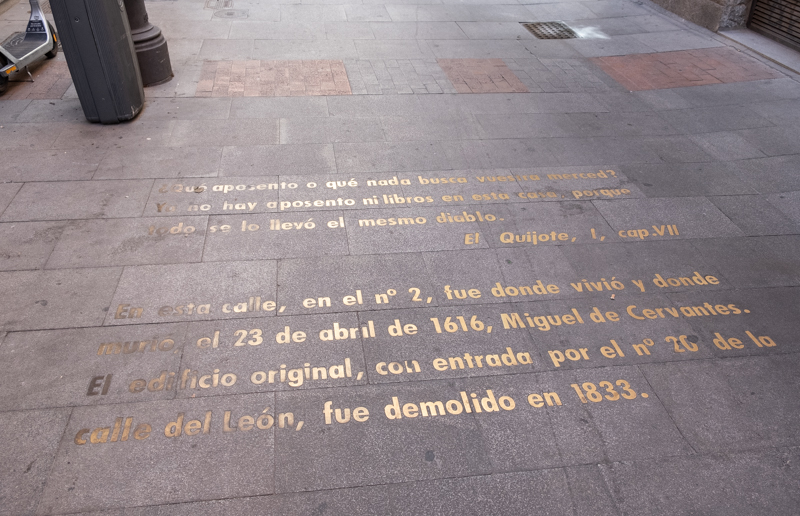 ¿Qué aposento o qué nada busca vuestra merced?
Ya no hay aposento ni libros en esta casa, porque
todo se lo llevó el mesmo diablo.
El Quijote, I, cap.VII
En esta calle, en el nº 2, fue donde vivió y donde
murió, el 23 de abril de 1616, Miguel de Cervantes.
El edificio original, con entrada por el nº 20 de la
calle del León, fue demolido en 1833.